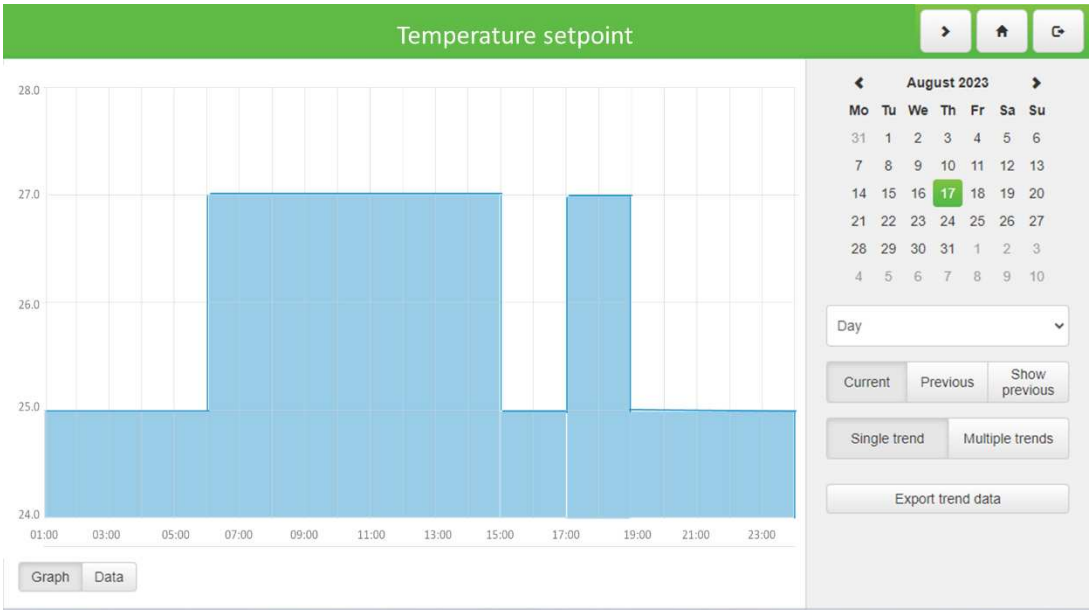 Temperature setpoint
28.0
27.0
26.0
25.0
24.0
01:00 03:00 05:00 07:00 09:00 11:00 13:00 15:00 17:00 19:00 21:00 23:00
Graph Data
August 2023
Mo Tu We Th Fr Sa Su
31 1 2 3 4 5 6
7 8 9 10 11 12 13
14 15 16 17 18 19 20
21 22 23 24 25 26 27
28 29 30 31 1 2 3
4 5 6 7 8 9 10
Day
Current Previous Show previous
Single trend Multiple trends
Export trend data